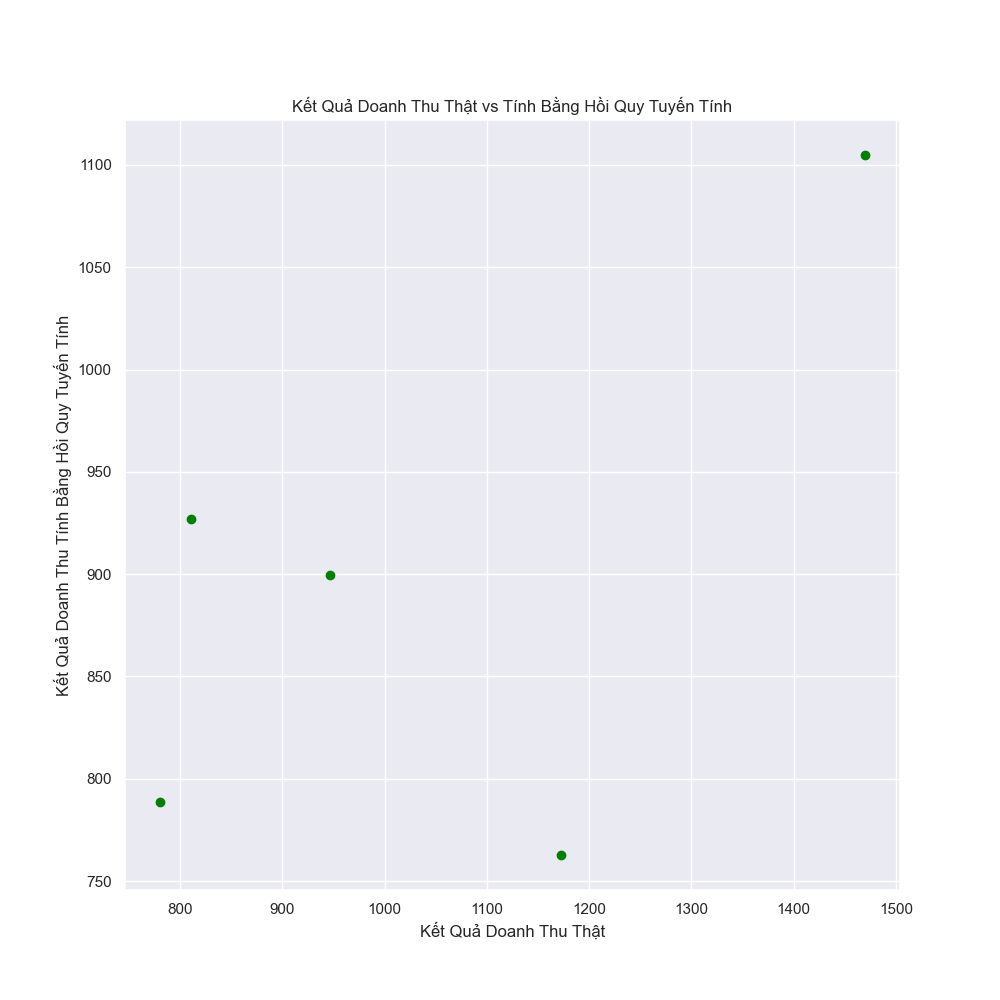 Kết Quả Doanh Thu Thật vs Tính Bằng Hồi Quy Tuyến Tính
Kết Quả Doanh Thu Tính Bằng Hồi Quy Tuyến Tính
1100
1050
1000
950
900
850
800
750
800 900 1000 1100 1200 1300 1400 1500
Kết Quả Doanh Thu Thật